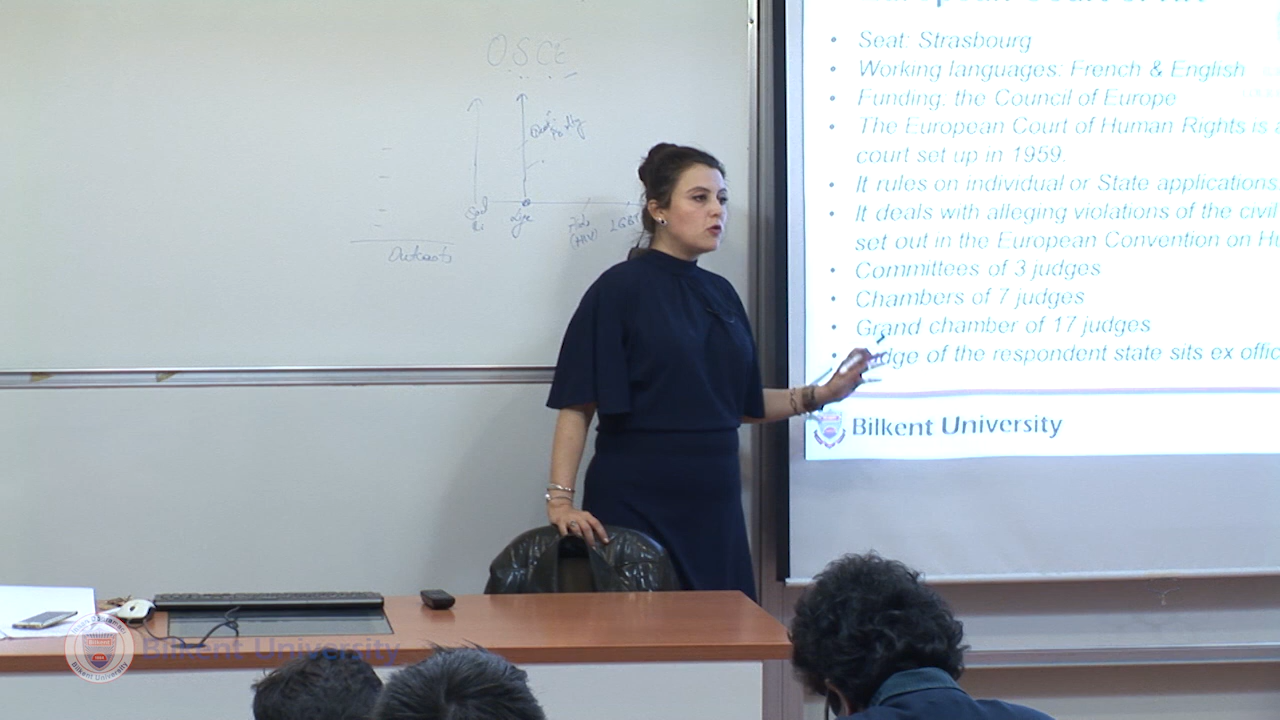 OSCE
LGBT
(HIV)
Outcasts
• Seat: Strasbourg
• Working languages: French & English
• Funding: the Council of Europe
• The European Court of Human Rights is
court set up in 1959.
• It rules on individual or State applications
• It deals with alleging violations of the civil
set out in the European Convention on H
• Committees of 3 judges
• Chambers of 7 judges
• Grand chamber of 17 judges
• of the respondent state sits ex offic
Bilkent University
Bilkent University
Bilkent University